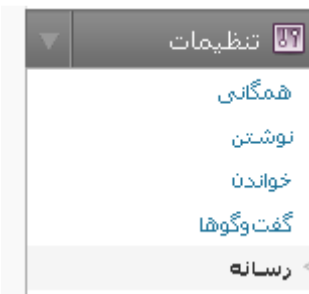 تنظیمات
همگانی
نوشتن
خواندن
گفت‌وگوها
رسانه